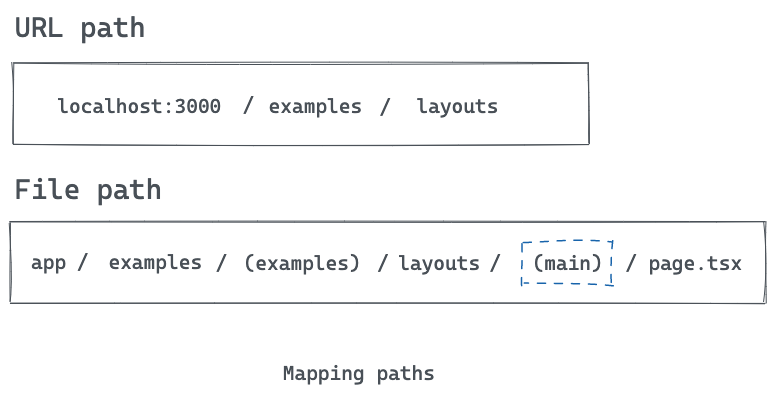 URL path
localhost:3000 / examples / layouts
File path
app / examples / (examples) / layouts / (main) / page.tsx
Mapping paths